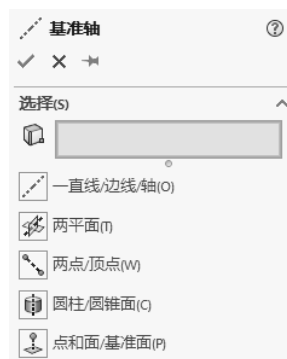 基准轴
选择(S)
一直线/边线/轴(O)
两平面(T)
两点/顶点(W)
圆柱/圆锥面(C)
点和面/基准面(P)